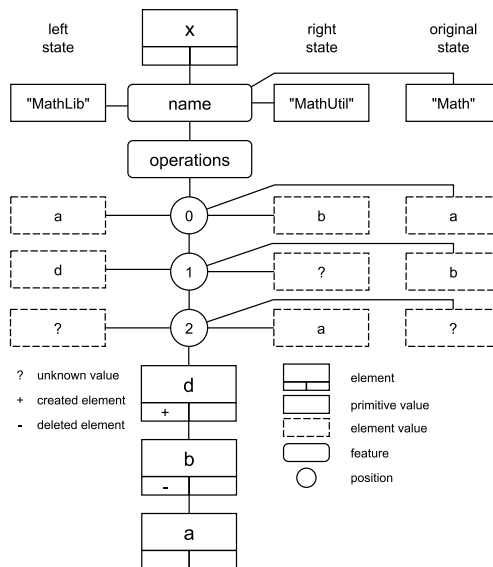 left state
x
right state
original state
"MathLib"
name
"MathUtil"
"Math"
operations
a
0
b
a
d
1
?
b
?
2
a
?
? unknown value
+ created element
- deleted element
d
+
b
-
a
element
primitive value
element value
feature
position